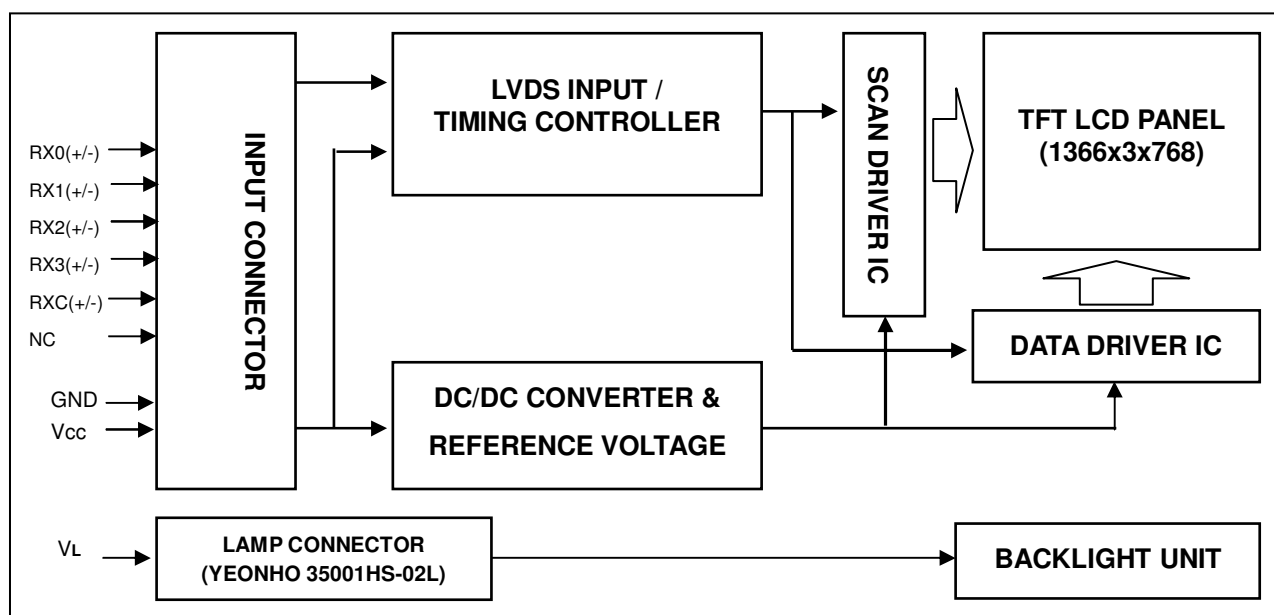 RX0(+/-)
RX1(+/-)
RX2(+/-)
RX3(+/-)
RXC(+/-)
NC
GND
Vcc
INPUT CONNECTOR
LVDS INPUT /
TIMING CONTROLLER
SCAN DRIVER IC
TFT LCD PANEL
(1366x3x768)
DATA DRIVER IC
DC/DC CONVERTER &
REFERENCE VOLTAGE
VL
LAMP CONNECTOR
(YEONHO 35001HS-02L)
BACKLIGHT UNIT